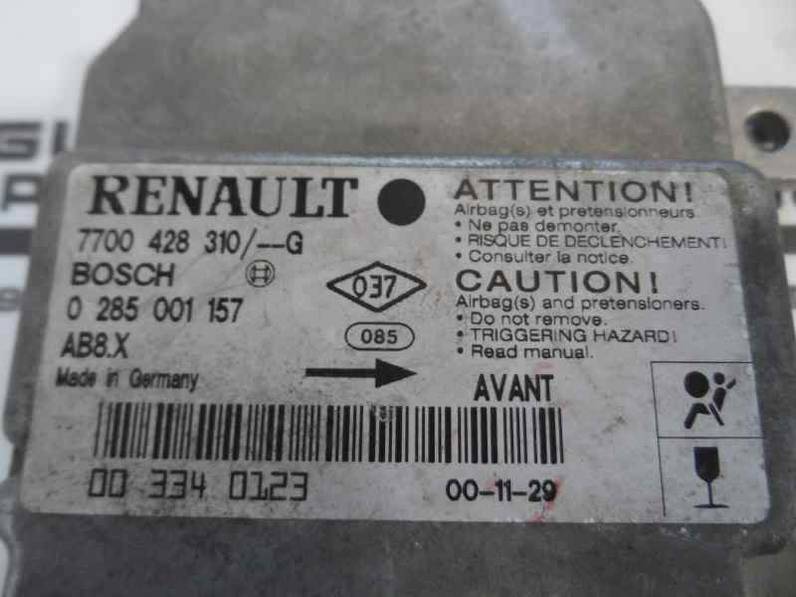 RENAULT
7700 428 310/--G
BOSCH
0 285 001 157
AB8.X
Made in Germany
037
085
ATTENTION!
Airbag(s) et pretensionneurs.
• Ne pas demonter.
• RISQUE DE DECLENCHEMENT!
• Consulter la notice.
CAUTION!
Airbag(s) and pretensioners.
• Do not remove.
• TRIGGERING HAZARD!
• Read manual.
AVANT
00 334 0123
00-11-29